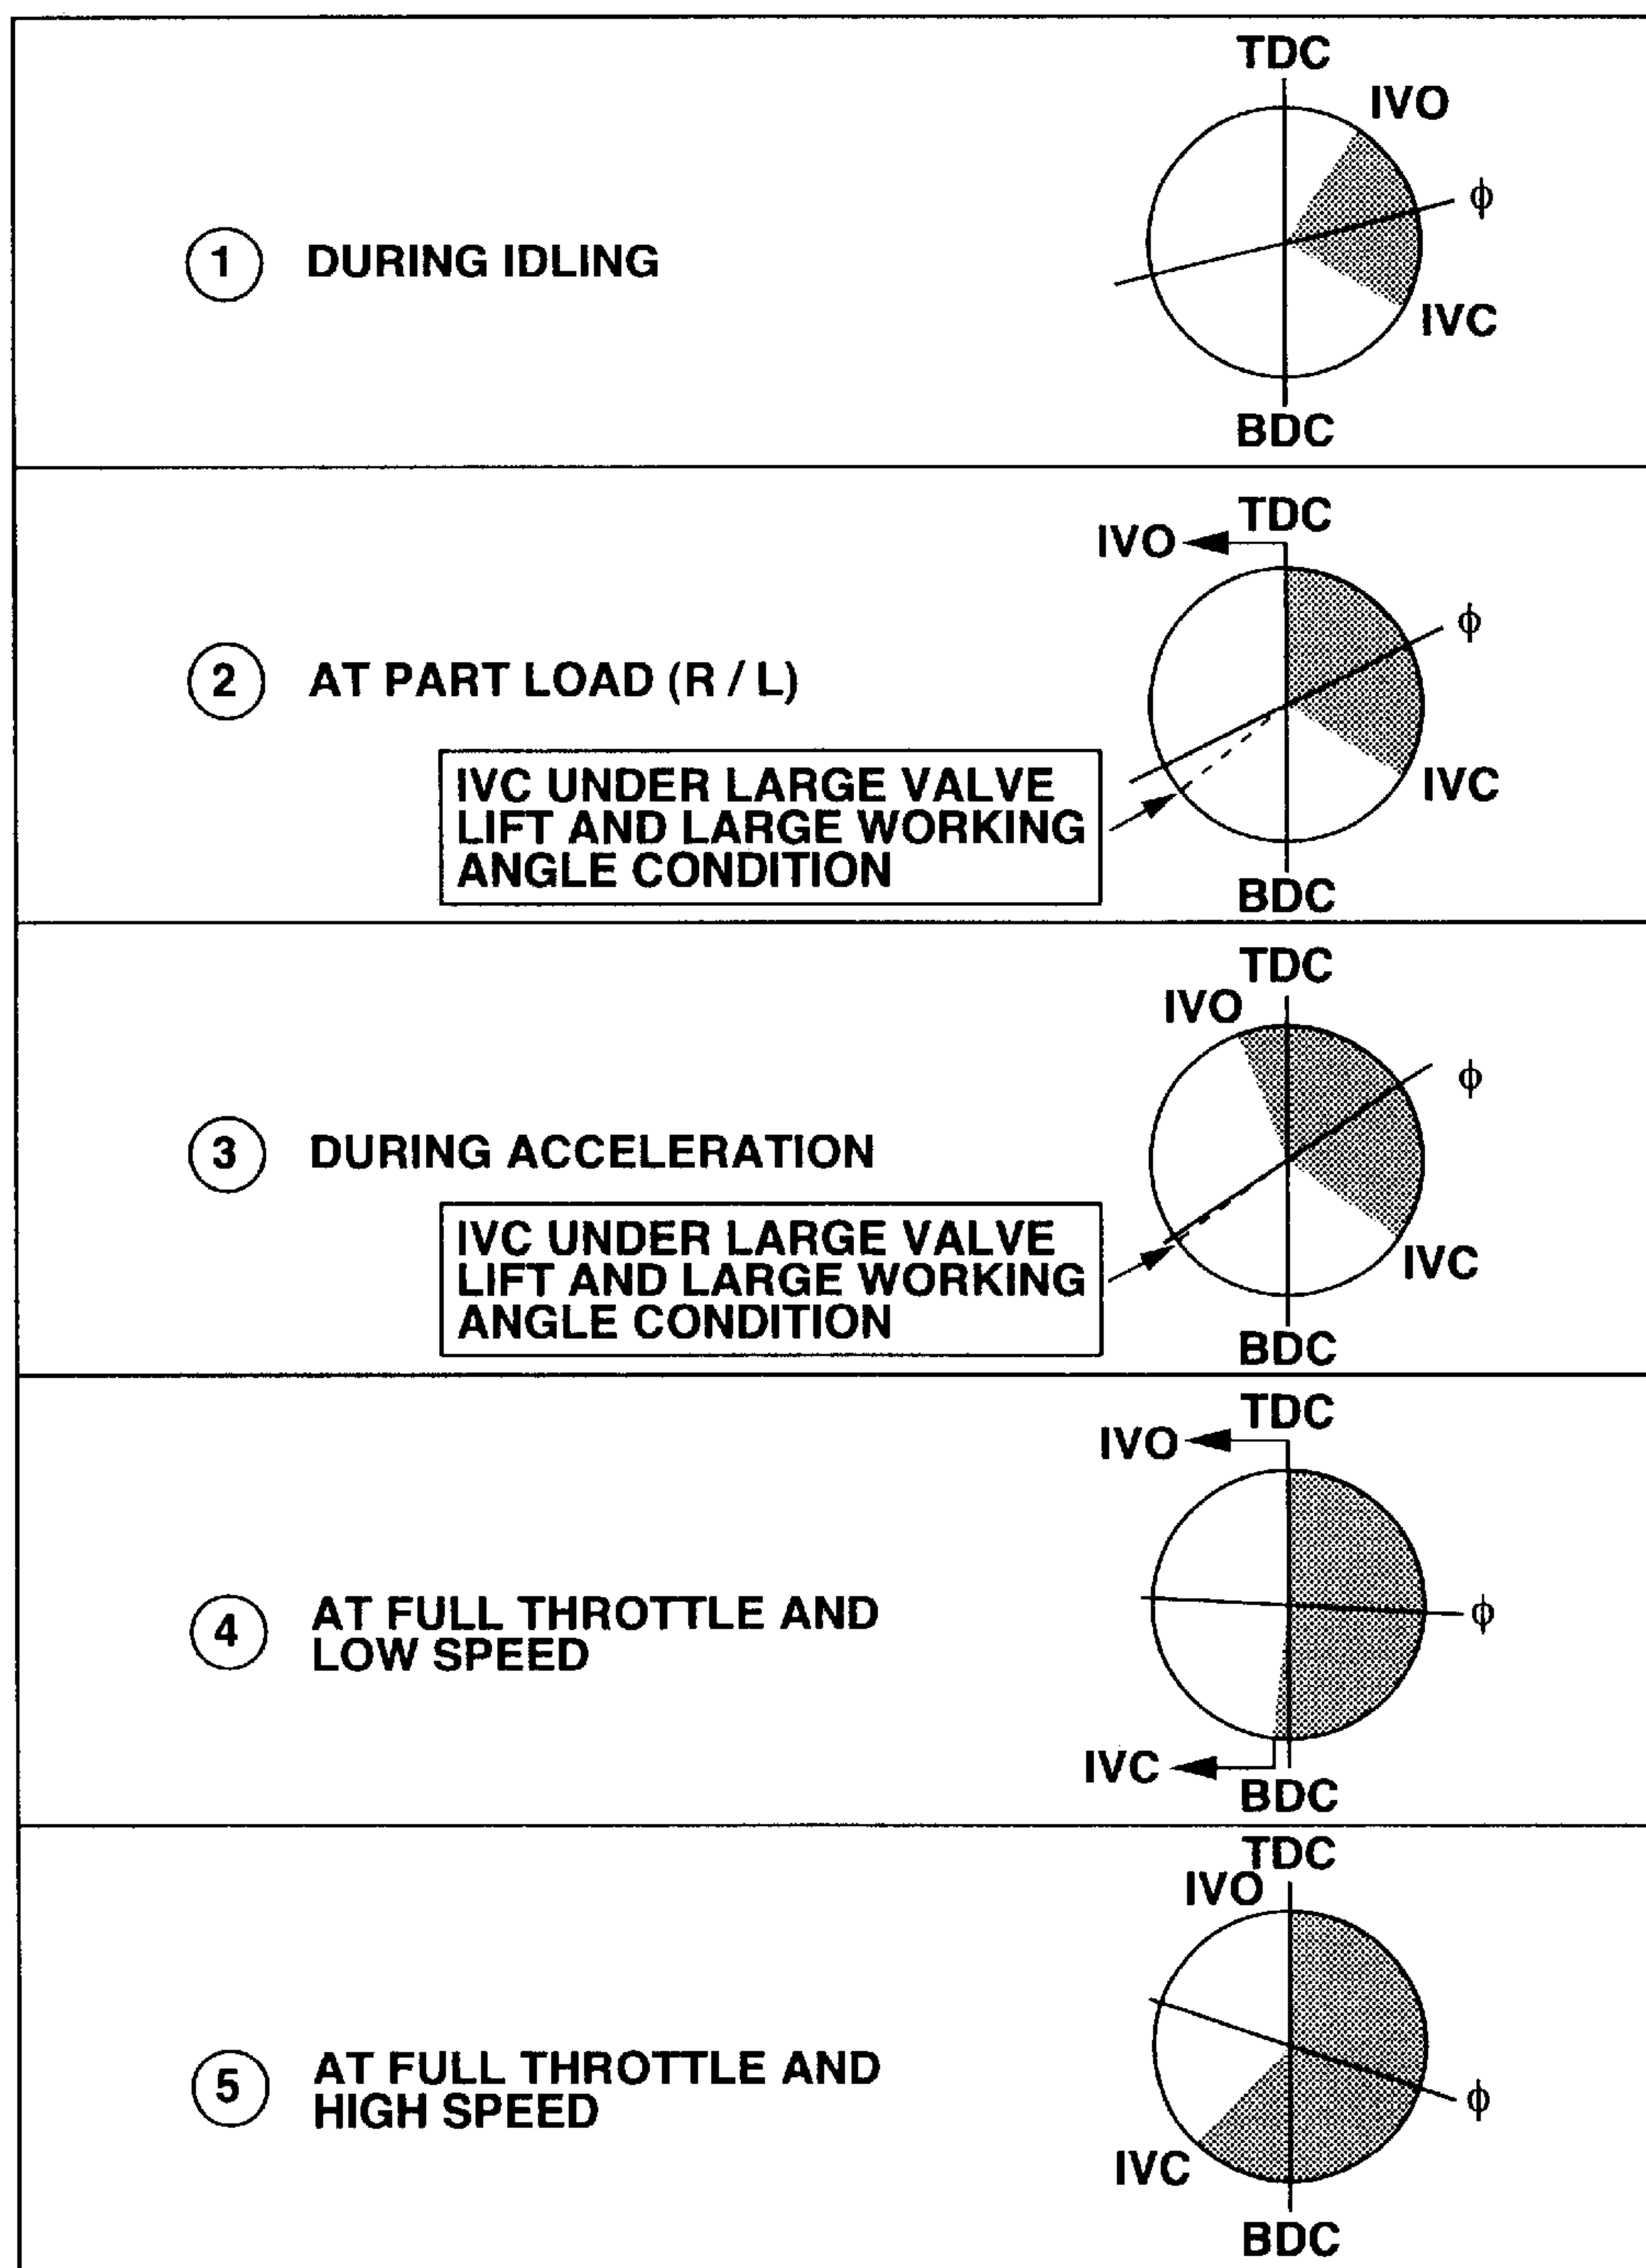 TDC
IVO
φ
1 DURING IDLING
IVC
BDC
TDC
IVO
φ
2 AT PART LOAD (R / L)
IVC UNDER LARGE VALVE
LIFT AND LARGE WORKING
ANGLE CONDITION
IVC
BDC
TDC
IVO
φ
3 DURING ACCELERATION
IVC UNDER LARGE VALVE
LIFT AND LARGE WORKING
ANGLE CONDITION
IVC
BDC
TDC
IVO
φ
4 AT FULL THROTTLE AND
LOW SPEED
IVC
BDC
TDC
IVO
5 AT FULL THROTTLE AND
HIGH SPEED
φ
IVC
BDC